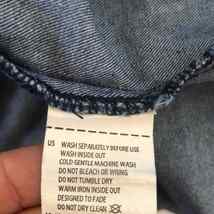 US
WASH SEPARATELY BEFORE USE
WASH INSIDE OUT
COLD GENTLE MACHINE WASH
DO NOT BLEACH OR WRING
DO NOT TUMBLE DRY
WARM IRON INSIDE OUT
DESIGNED TO FADE
DO NOT DRY CLEAN